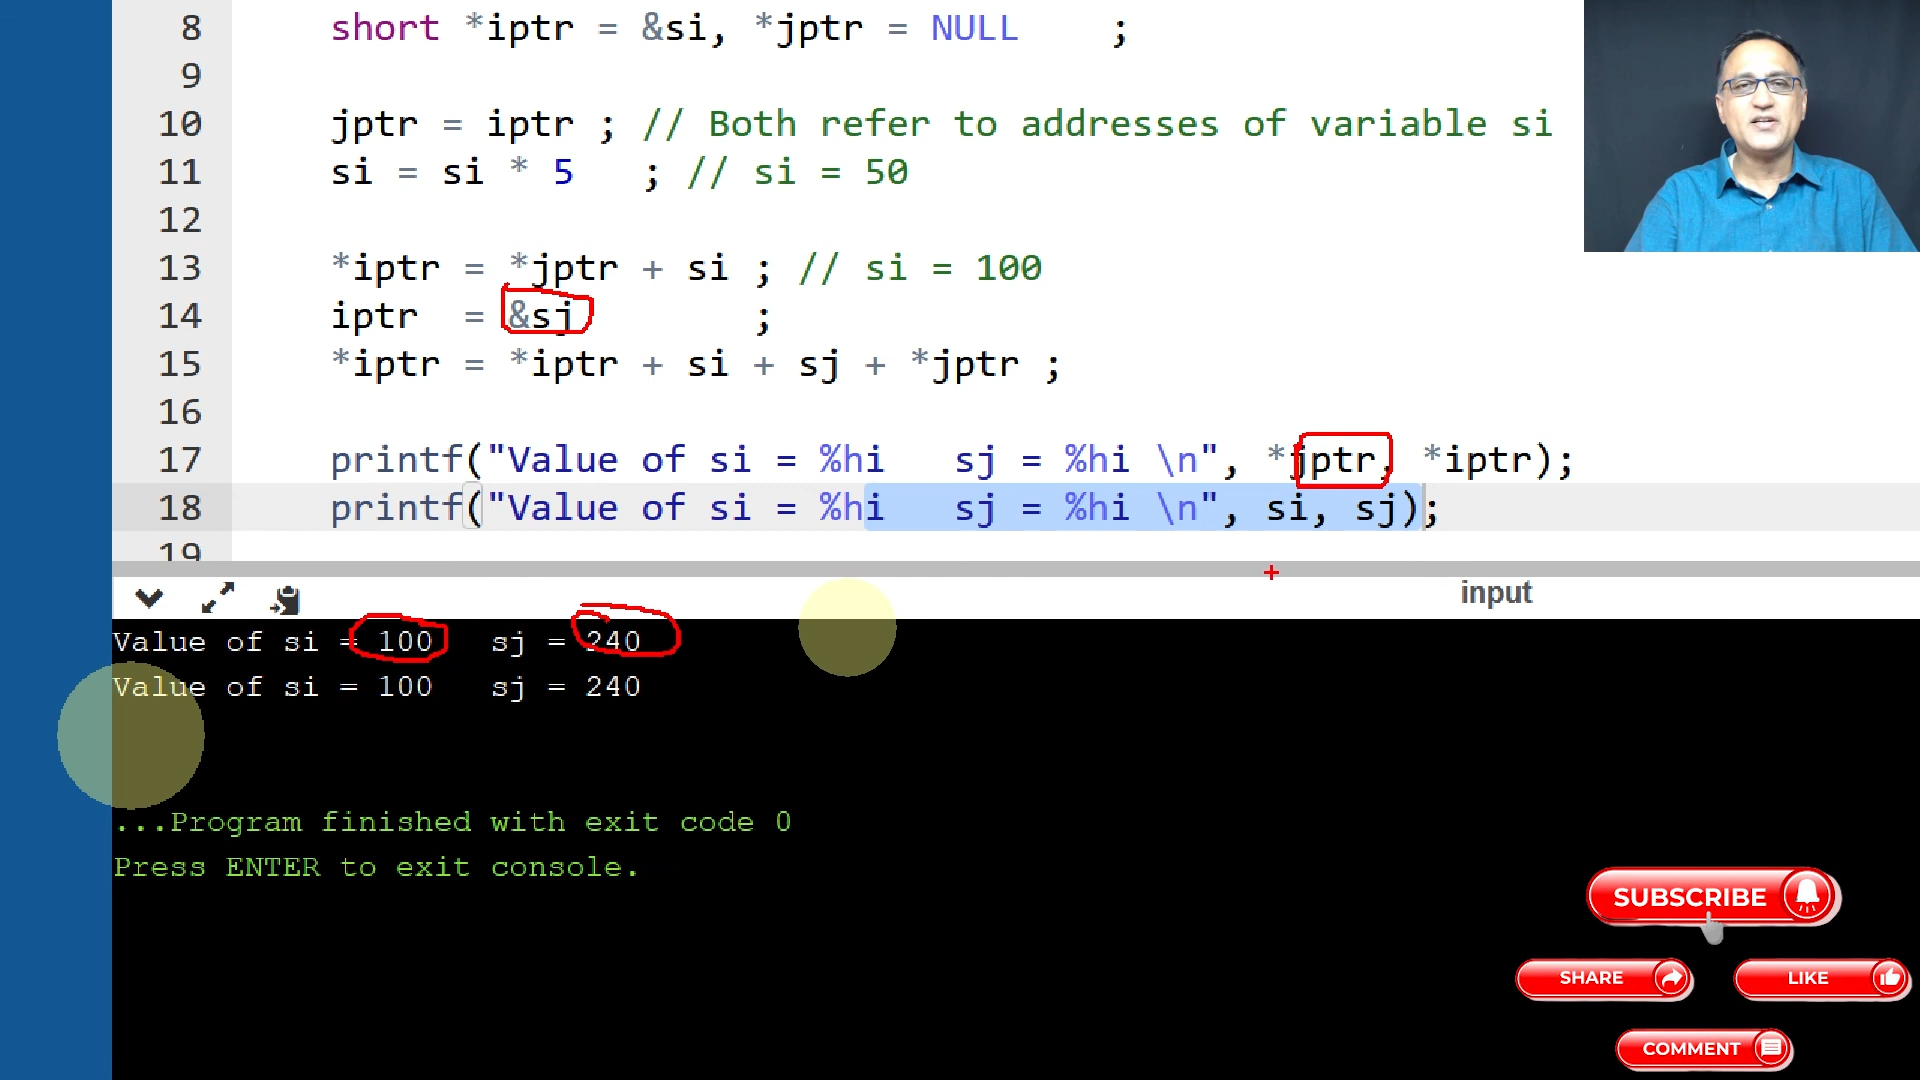 8 short *iptr = &si, *jptr = NULL ;
9
10 jptr = iptr ; // Both refer to addresses of variable si
11 si = si * 5 ; // si = 50
12
13 *iptr = *jptr + si ; // si = 100
14 iptr = &sj ;
15 *iptr = *iptr + si + sj + *jptr ;
16
17 printf("Value of si = %hi sj = %hi \n", *jptr, *iptr);
18 printf("Value of si = %hi sj = %hi \n", si, sj);
19
input
Value of si = 100 sj = 240
Value of si = 100 sj = 240
...Program finished with exit code 0
Press ENTER to exit console.
SUBSCRIBE
SHARE
LIKE
COMMENT